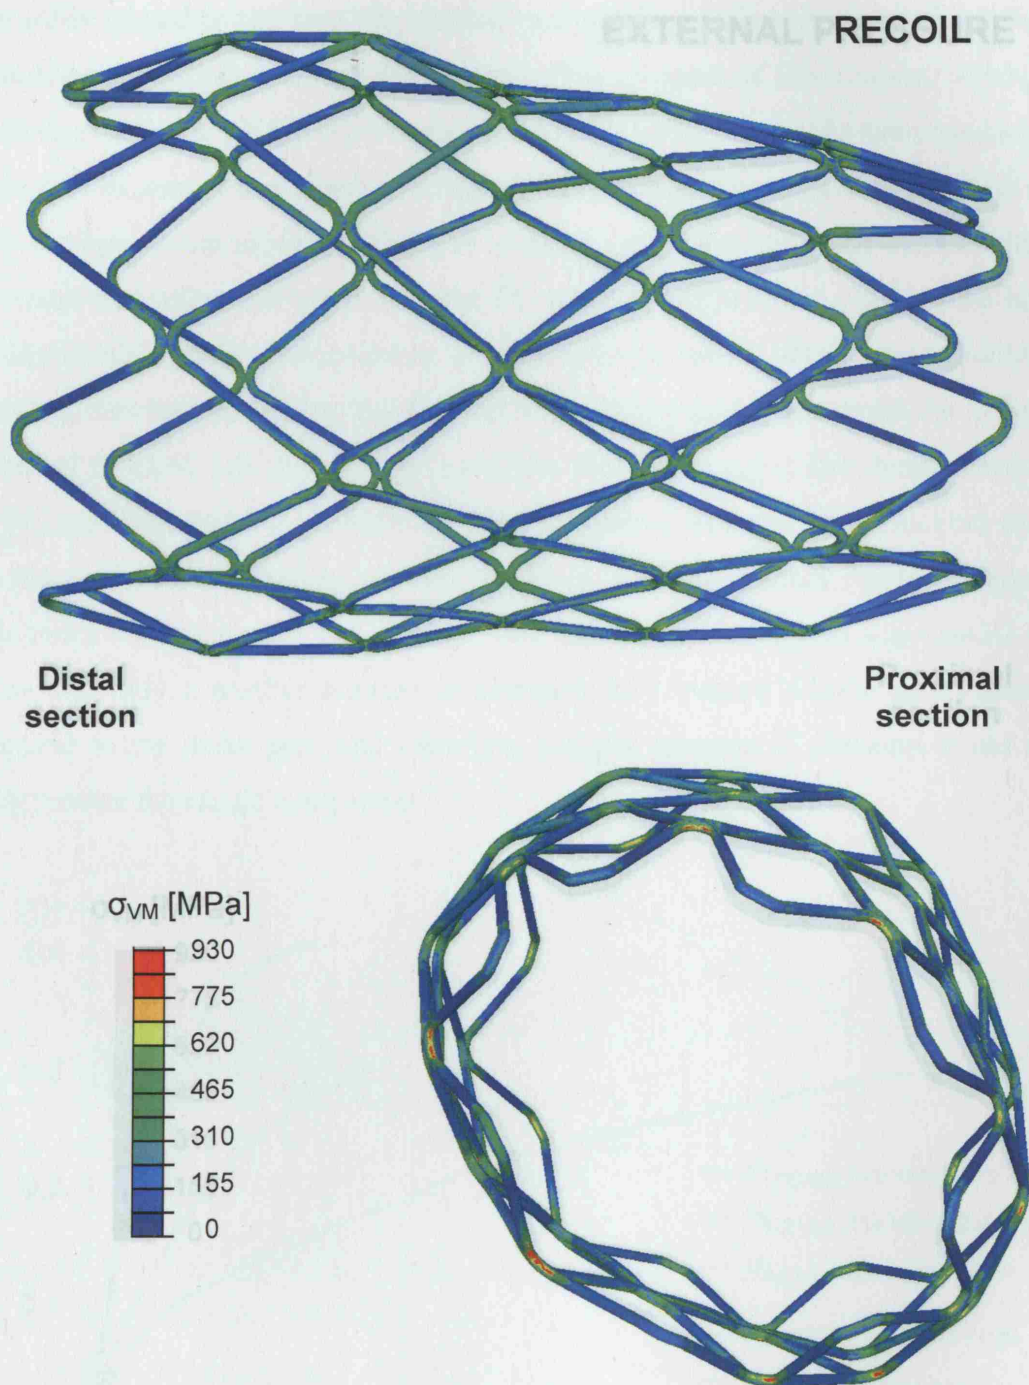 RECOIL
Distal
section
Proximal
section
σVM [MPa]
930
775
620
465
310
155
0